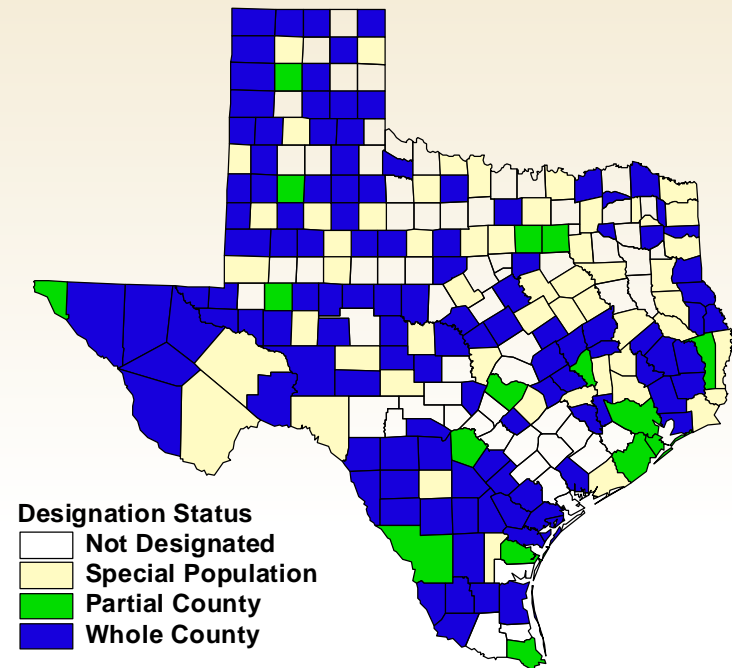 Designation Status
Not Designated
Special Population
Partial County
Whole County